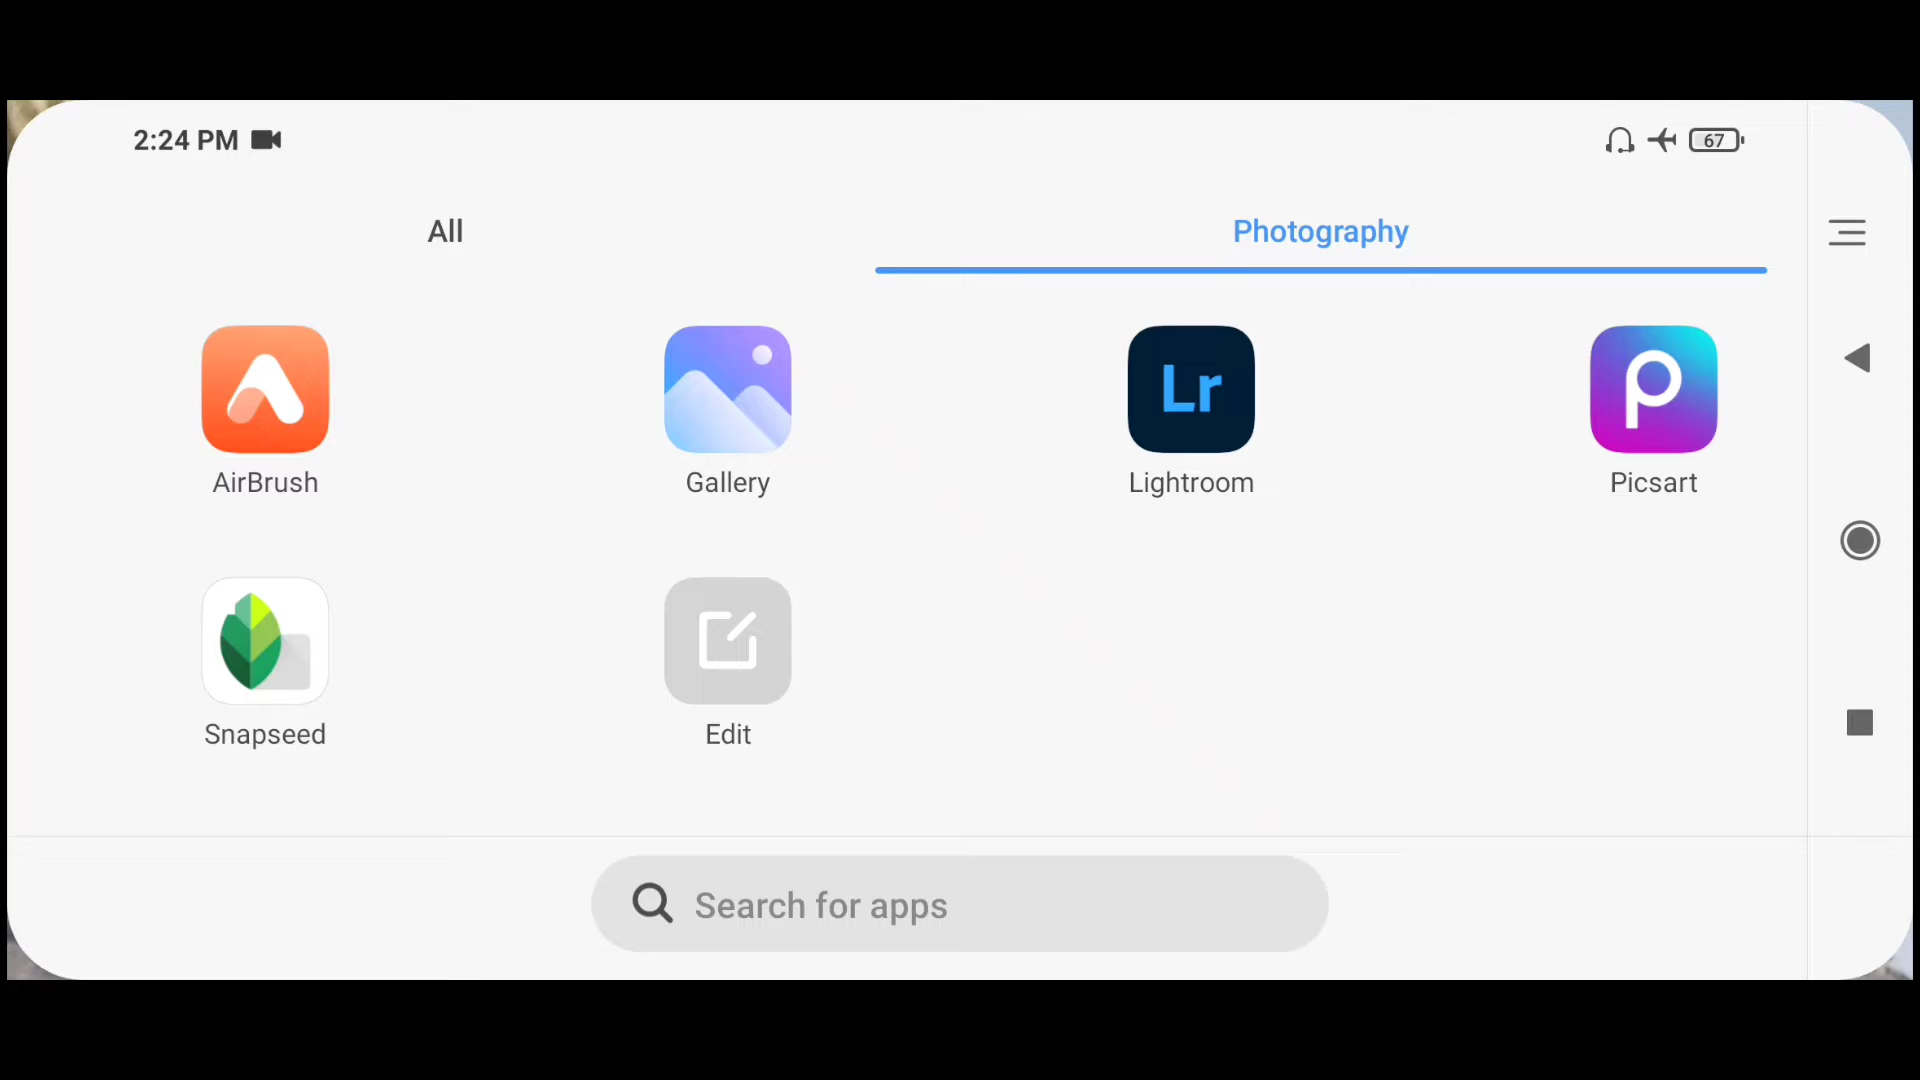 2:24 PM
67
All
Photography
Lr
AirBrush
Gallery
Lightroom
Picsart
Snapseed
Edit
Search for apps